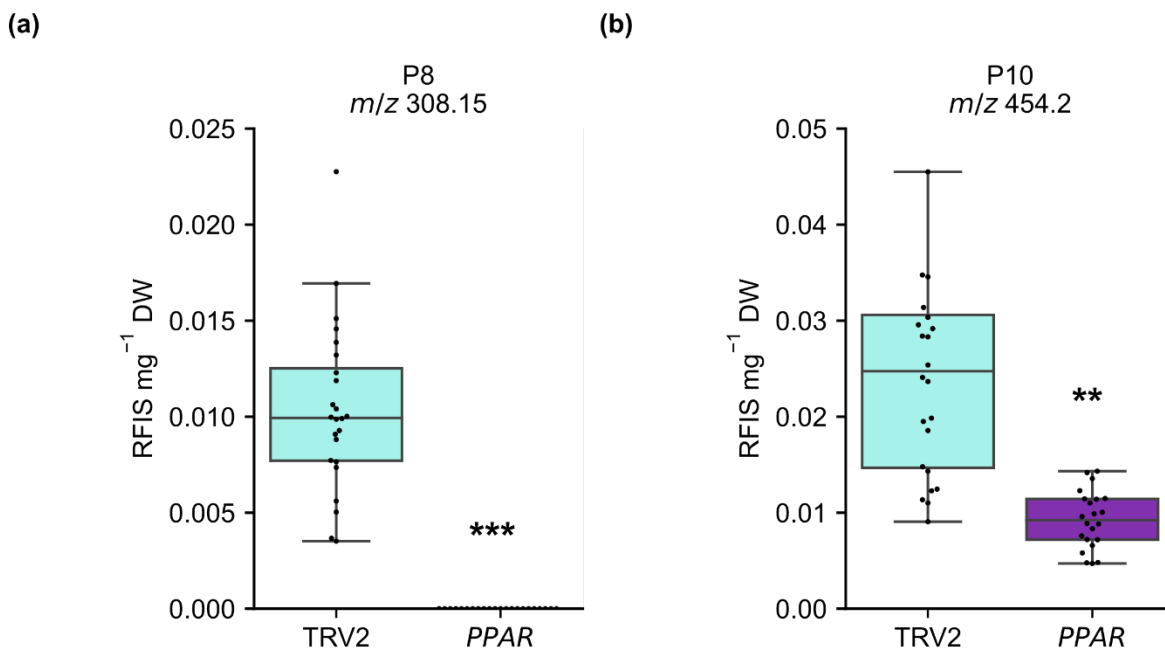 (a)
P8
m/z 308.15
RFIS mg⁻¹ DW
0.025
0.020
0.015
0.010
0.005
0.000
***
TRV2
PPAR
(b)
P10
m/z 454.2
RFIS mg⁻¹ DW
0.05
0.04
0.03
0.02
0.01
0.00
**
TRV2
PPAR